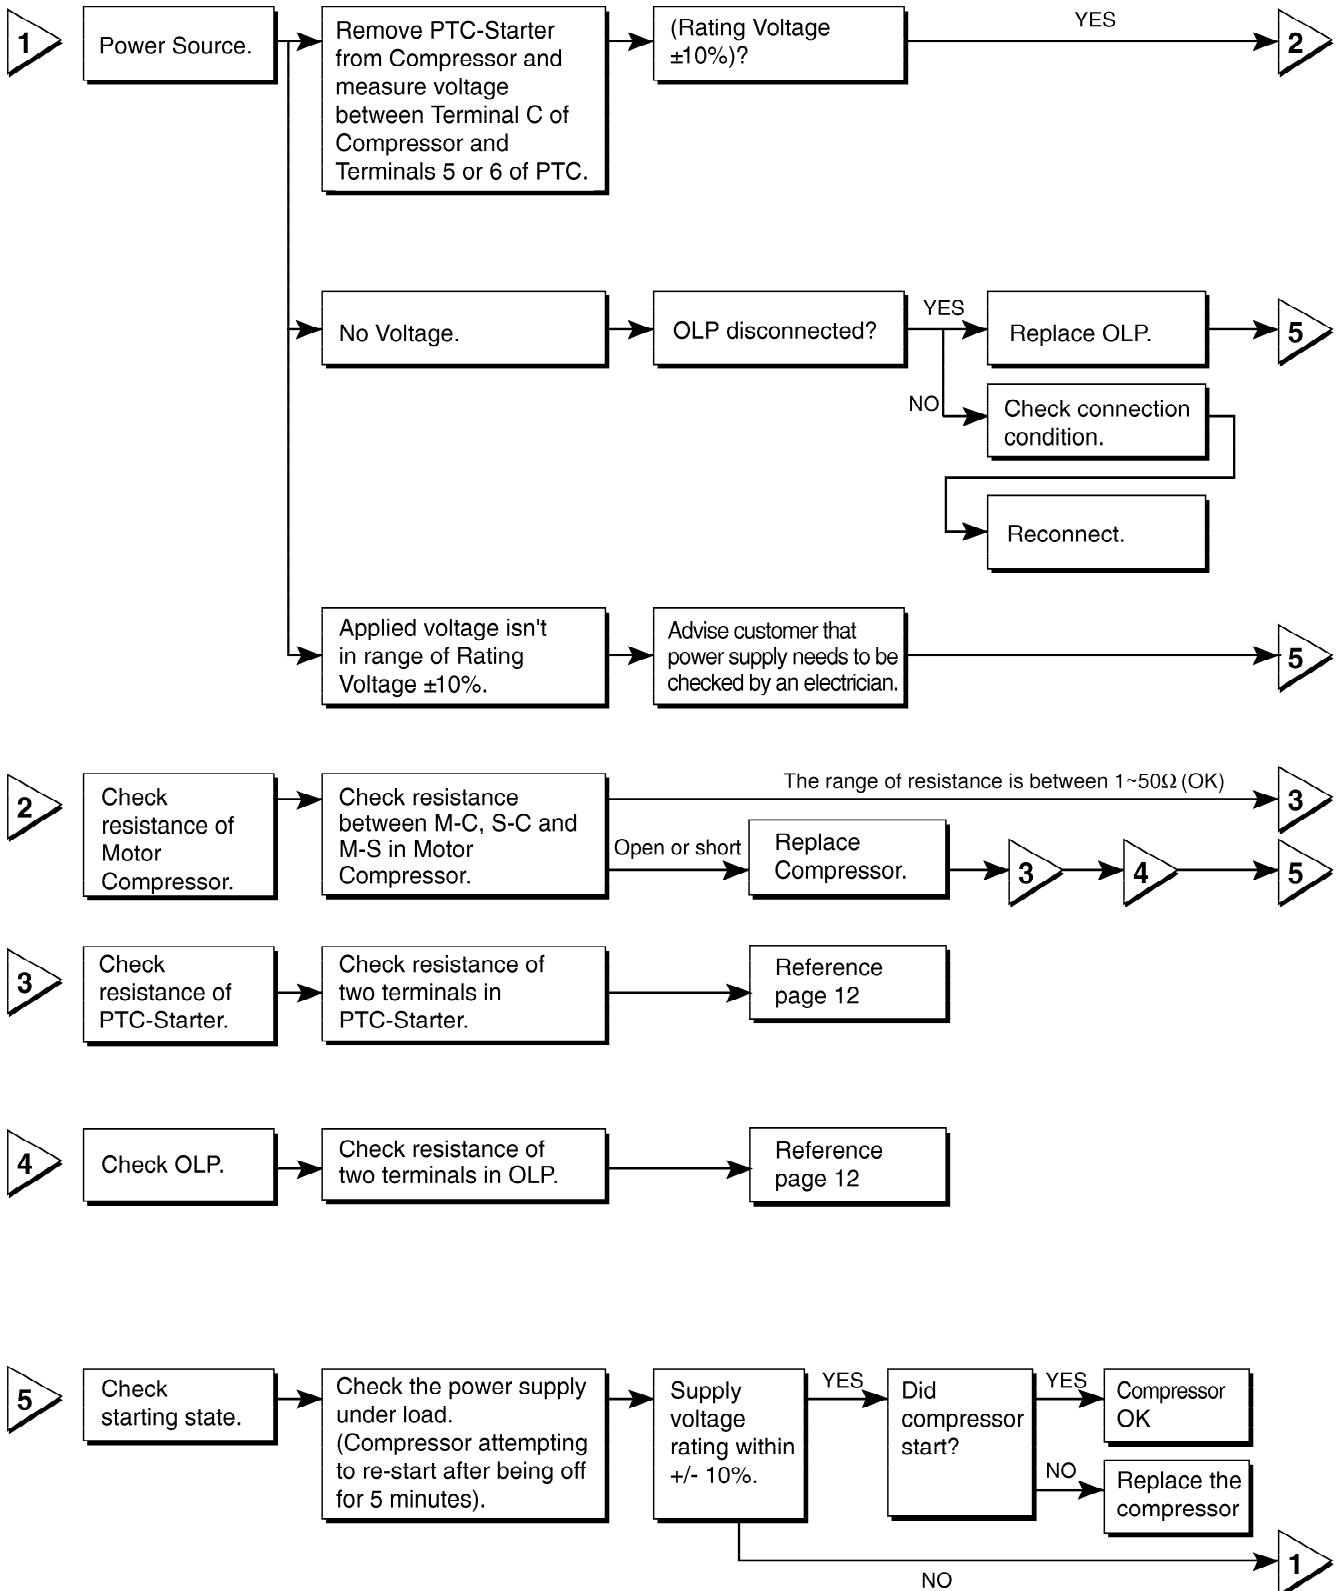 1
Power Source.
Remove PTC-Starter
from Compressor and
measure voltage
between Terminal C of
Compressor and
Terminals 5 or 6 of PTC.
(Rating Voltage
±10%)?
YES
2
No Voltage.
OLP disconnected?
YES
Replace OLP.
5
NO
Check connection
condition.
Reconnect.
Applied voltage isn't
in range of Rating
Voltage ±10%.
Advise customer that
power supply needs to be
checked by an electrician.
5
2
Check
resistance of
Motor
Compressor.
Check resistance
between M-C, S-C and
M-S in Motor
Compressor.
The range of resistance is between 1~50Ω (OK)
3
Open or short
Replace
Compressor.
3
4
5
3
Check
resistance of
PTC-Starter.
Check resistance of
two terminals in
PTC-Starter.
Reference
page 12
4
Check OLP.
Check resistance of
two terminals in OLP.
Reference
page 12
5
Check
starting state.
Check the power supply
under load.
(Compressor attempting
to re-start after being off
for 5 minutes).
Supply
voltage
rating within
+/- 10%.
YES
Did
compressor
start?
YES
Compressor
OK
NO
Replace the
compressor
NO
1